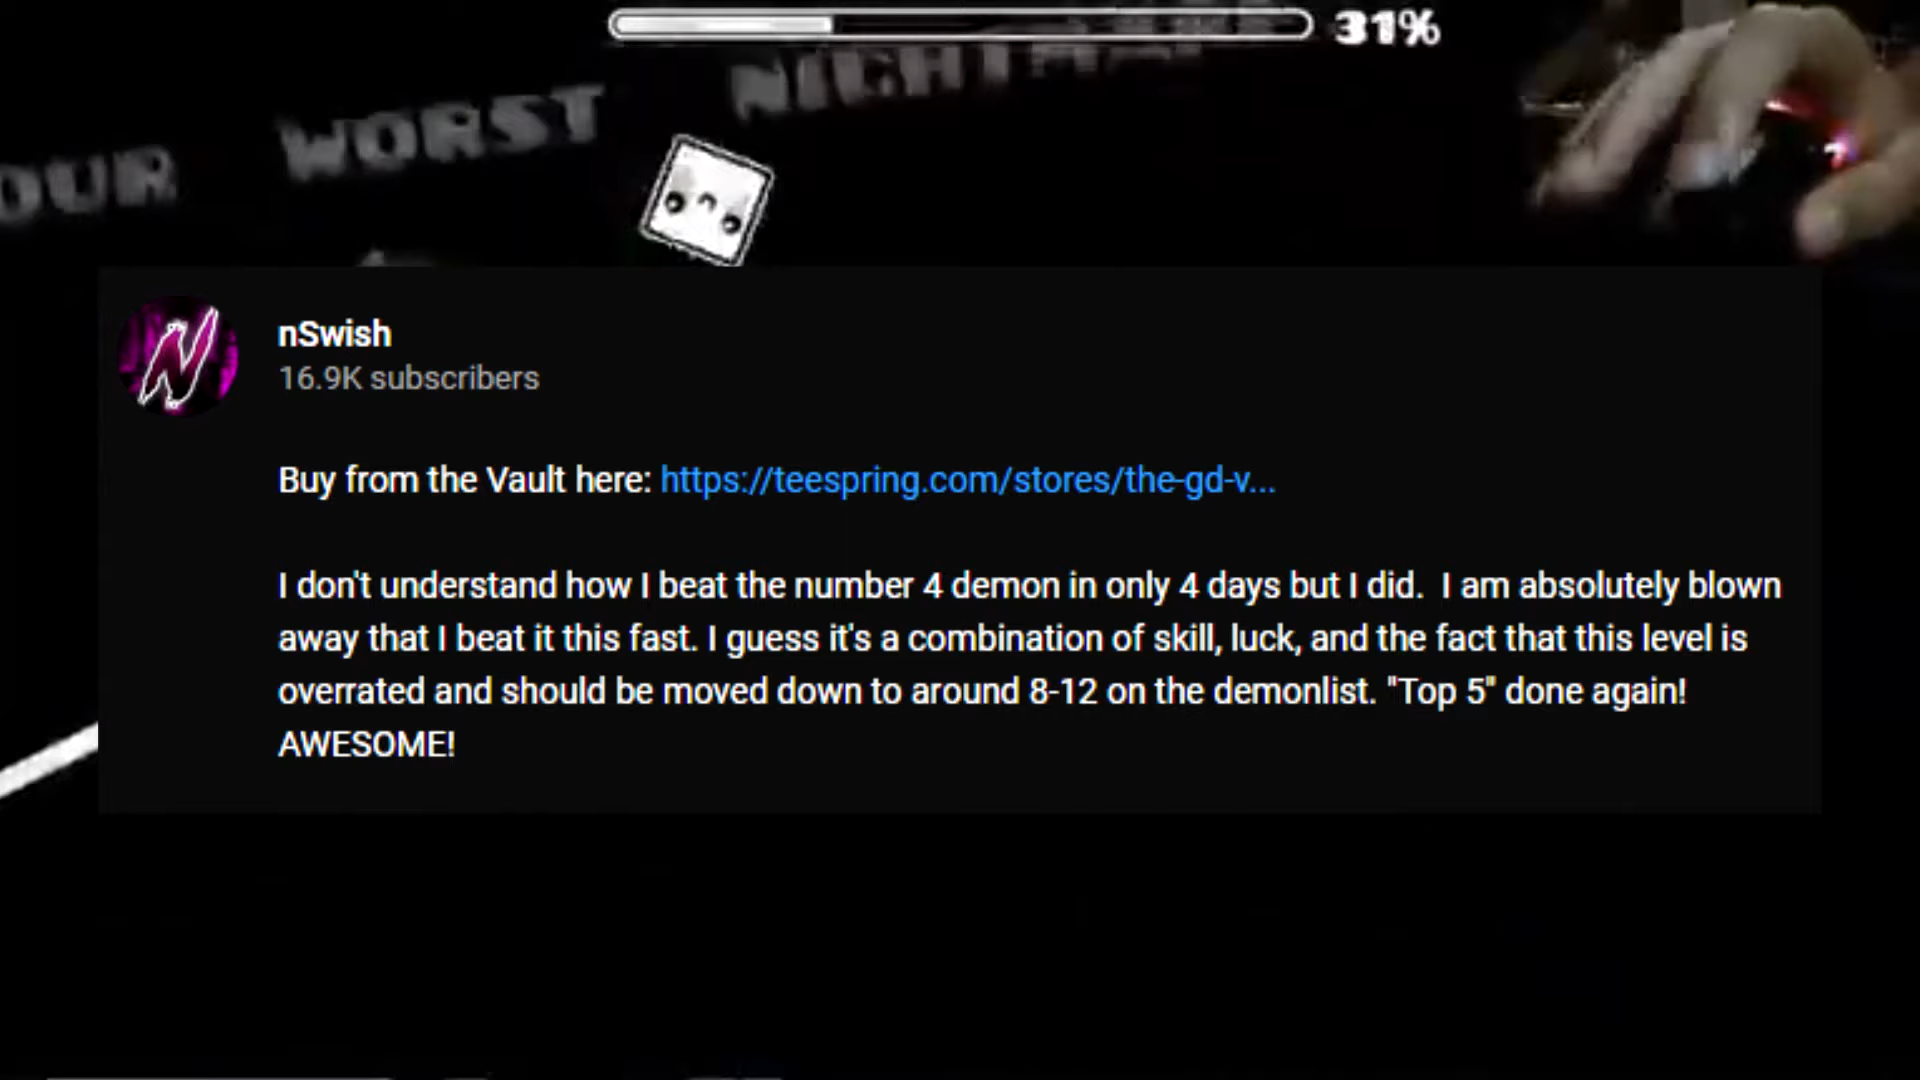 31%
OUR WORST NIGHTMARE
nSwish
16.9K subscribers
Buy from the Vault here: https://teespring.com/stores/the-gd-v...
I don't understand how I beat the number 4 demon in only 4 days but I did.  I am absolutely blown
away that I beat it this fast. I guess it's a combination of skill, luck, and the fact that this level is
overrated and should be moved down to around 8-12 on the demonlist. "Top 5" done again!
AWESOME!